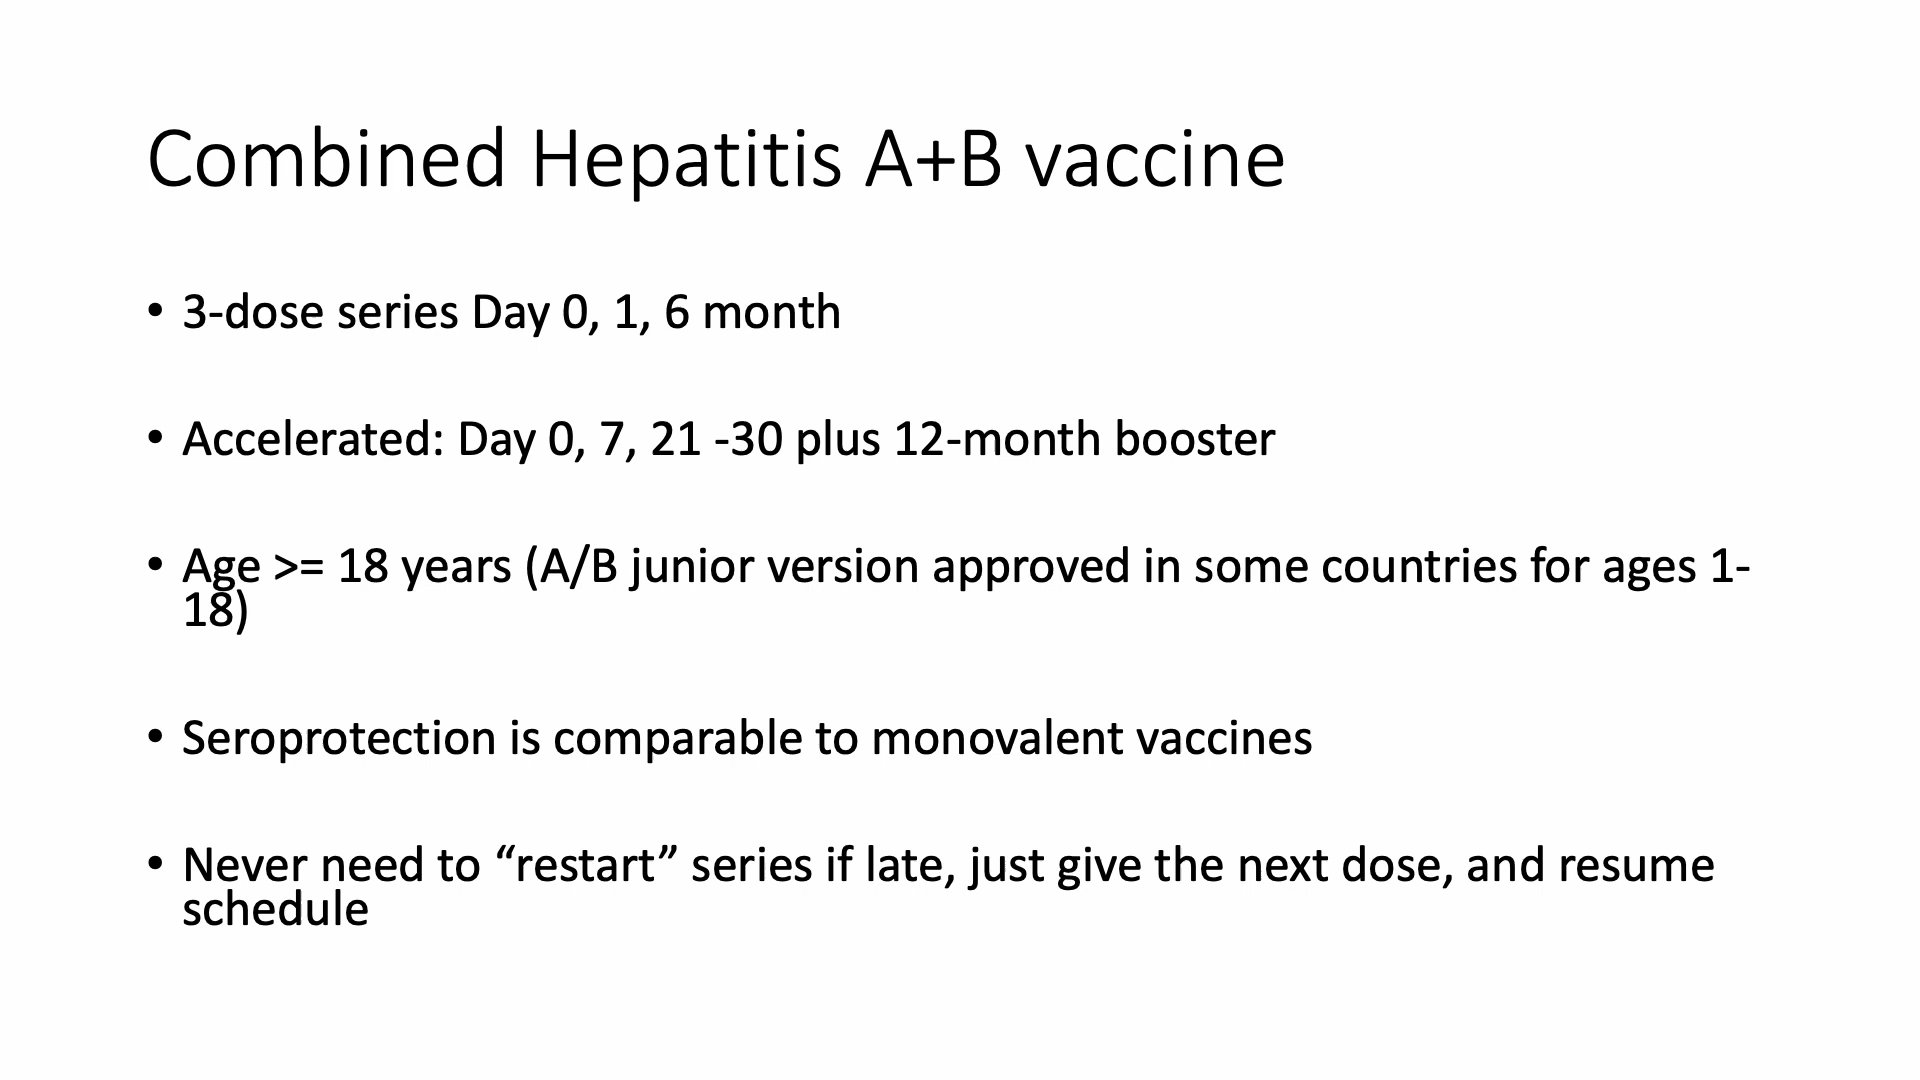 Combined Hepatitis A+B vaccine
• 3-dose series Day 0, 1, 6 month
• Accelerated: Day 0, 7, 21 -30 plus 12-month booster
• Age >= 18 years (A/B junior version approved in some countries for ages 1-
18)
• Seroprotection is comparable to monovalent vaccines
• Never need to “restart” series if late, just give the next dose, and resume
schedule